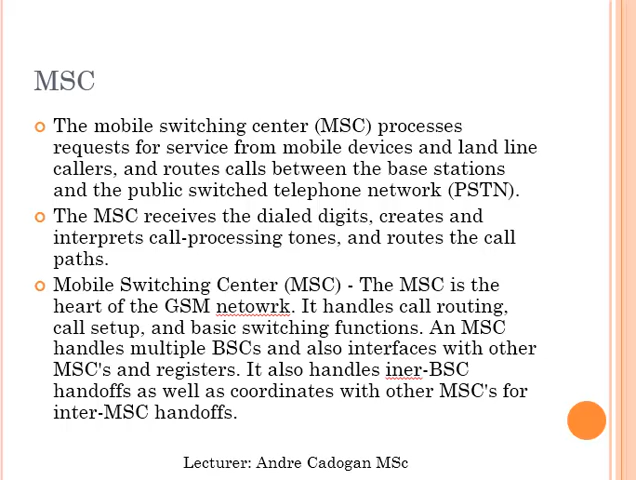 MSC
The mobile switching center (MSC) processes
requests for service from mobile devices and land line
callers, and routes calls between the base stations
and the public switched telephone network (PSTN).
The MSC receives the dialed digits, creates and
interprets call-processing tones, and routes the call
paths.
Mobile Switching Center (MSC) - The MSC is the
heart of the GSM netowrk. It handles call routing,
call setup, and basic switching functions. An MSC
handles multiple BSCs and also interfaces with other
MSC's and registers. It also handles iner-BSC
handoffs as well as coordinates with other MSC's for
inter-MSC handoffs.
Lecturer: Andre Cadogan MSc